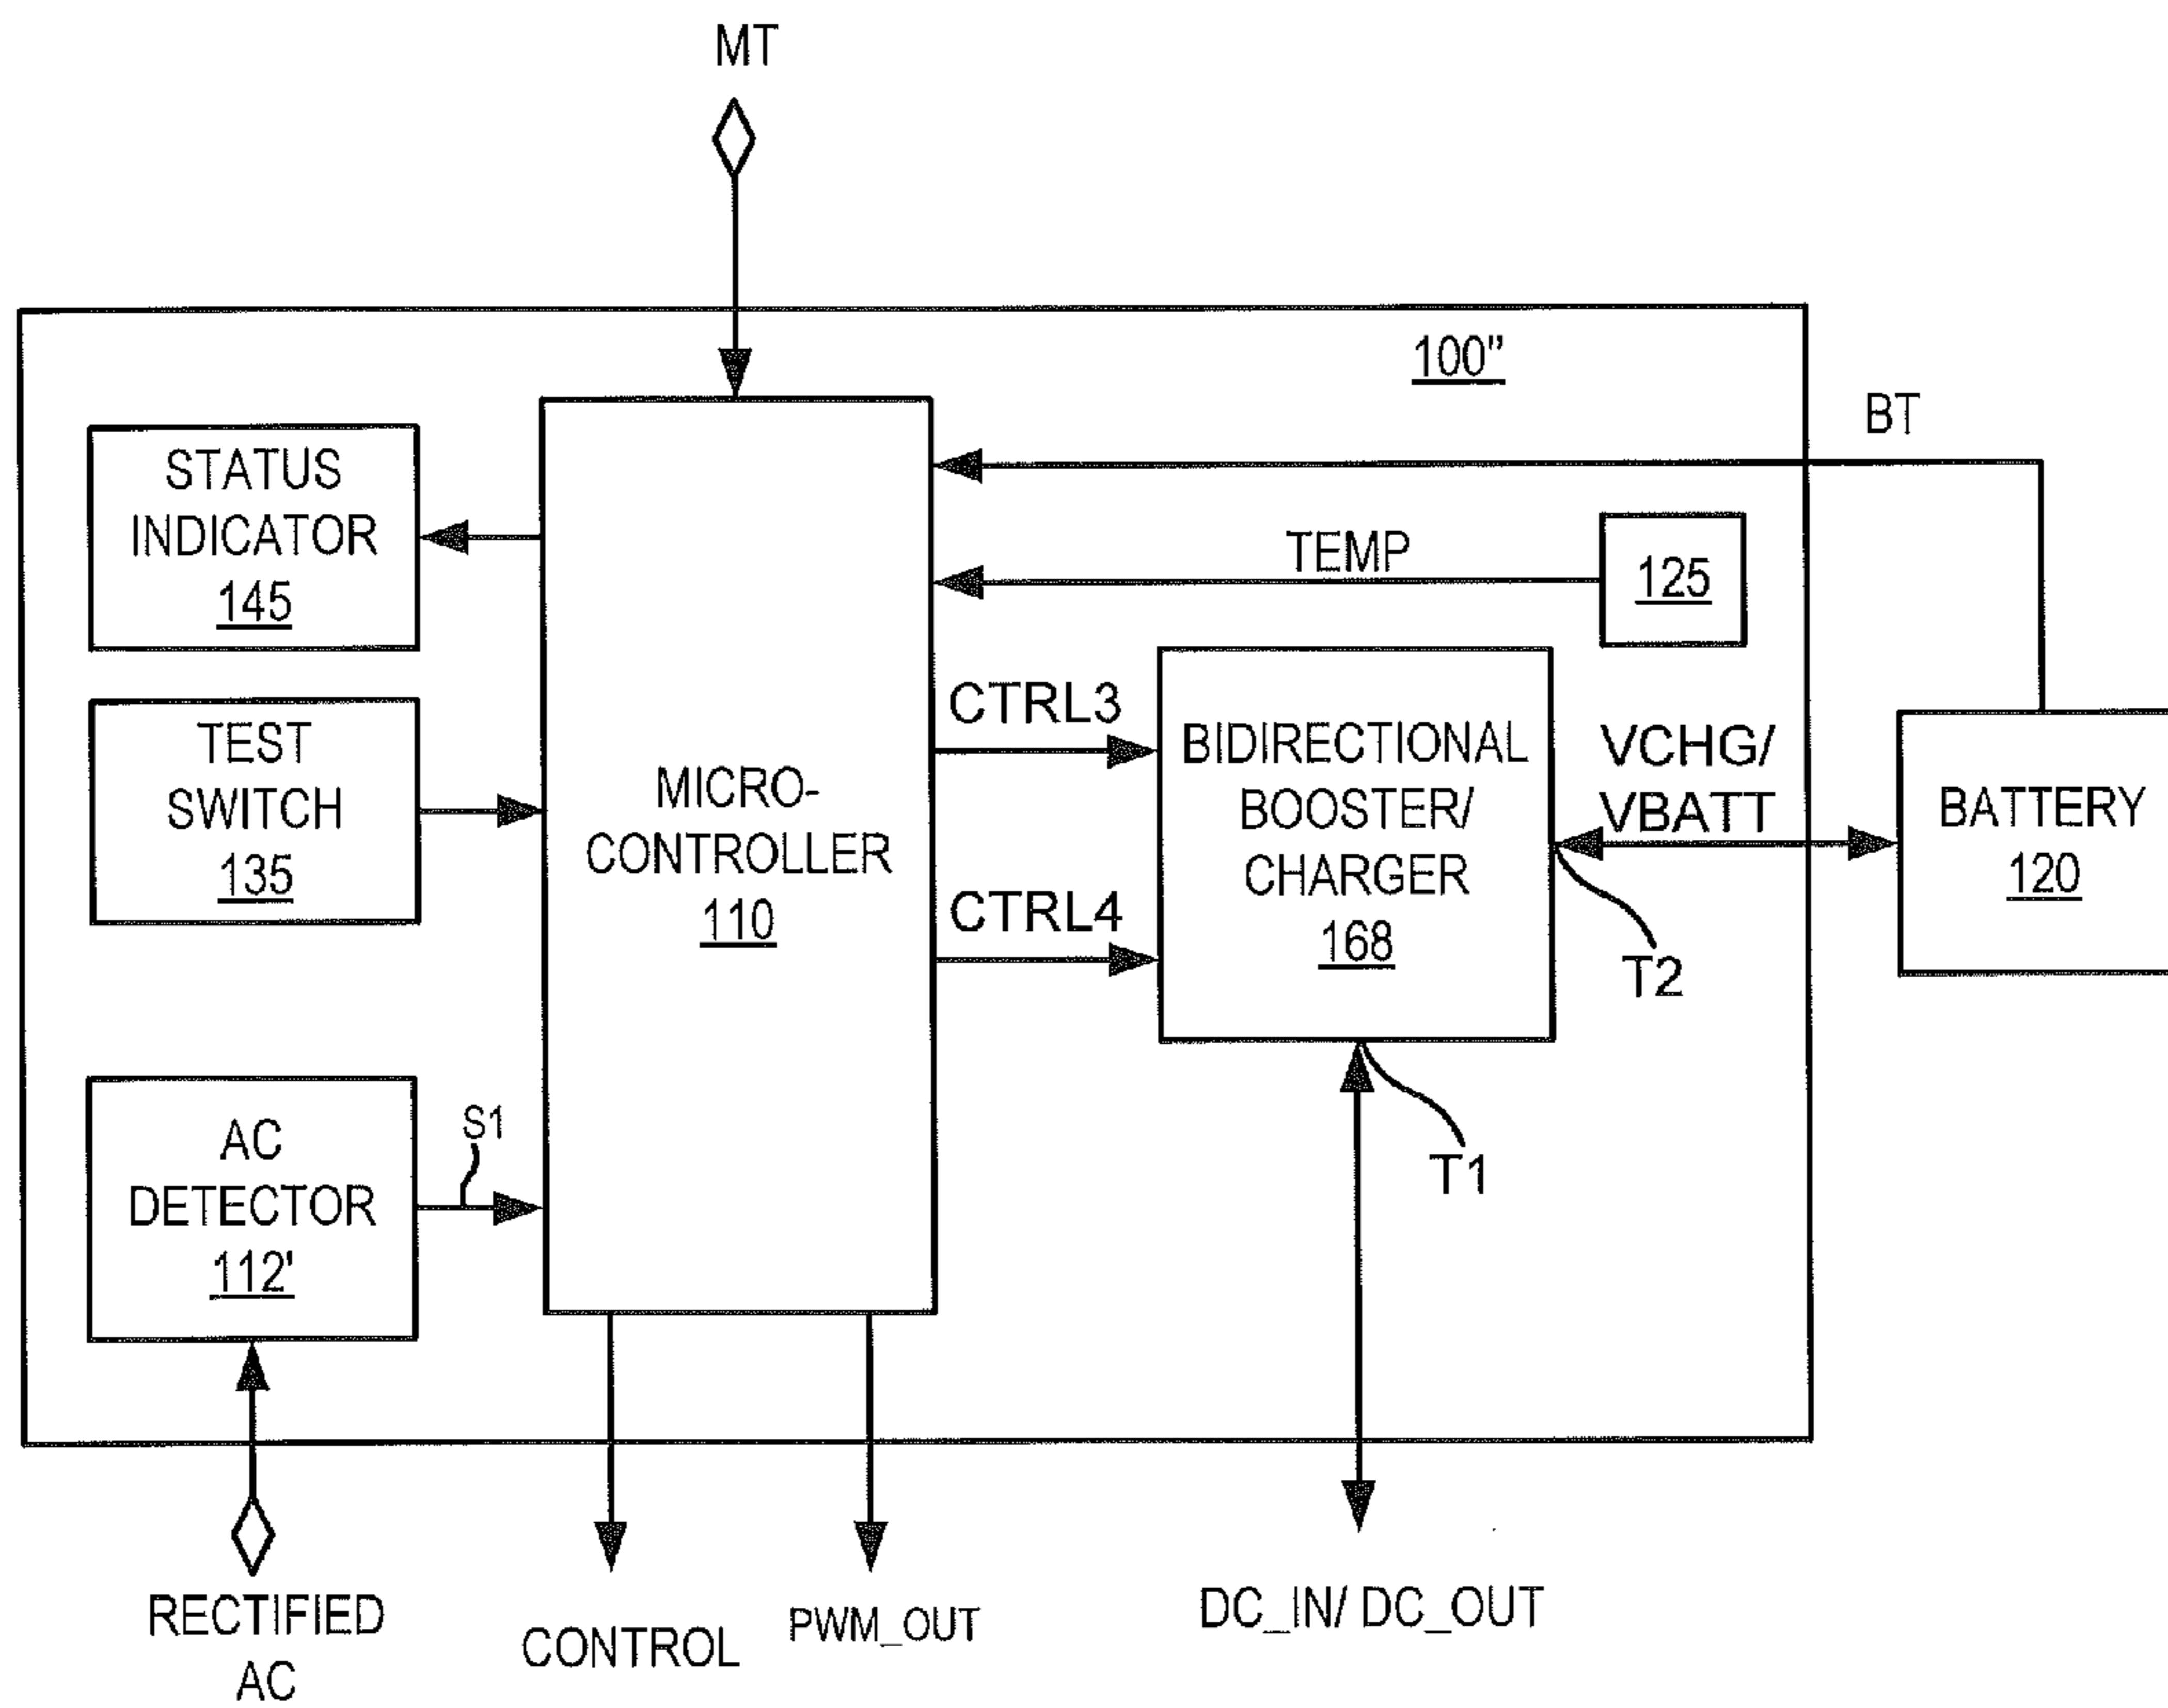 MT
100"
BT
STATUS
INDICATOR
145
TEMP
125
TEST
SWITCH
135
MICRO-
CONTROLLER
110
CTRL3
CTRL4
BIDIRECTIONAL
BOOSTER/
CHARGER
168
VCHG/
VBATT
BATTERY
120
T2
T1
AC
DETECTOR
112'
S1
RECTIFIED
AC
CONTROL
PWM_OUT
DC_IN/ DC_OUT